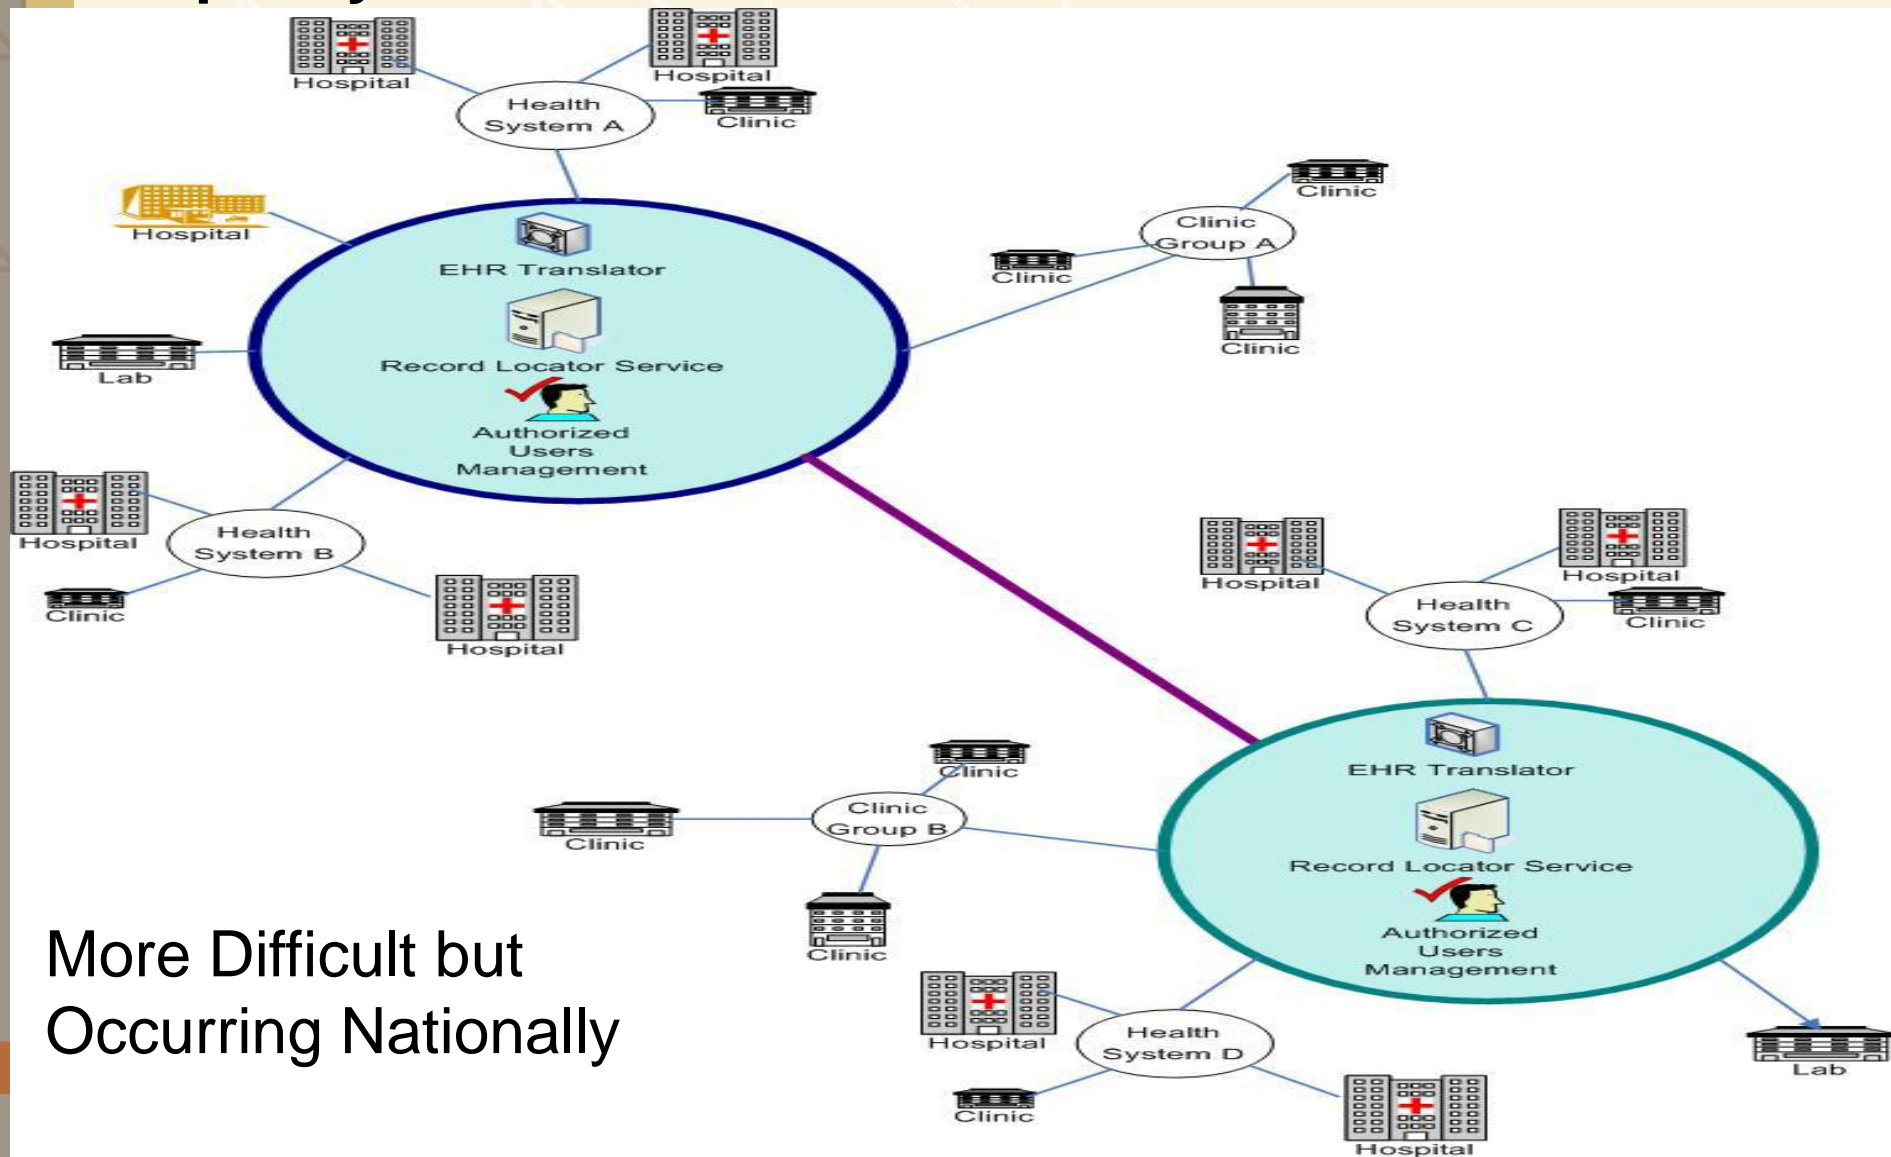 Hospital
Hospital
Health
System A
Clinic
Clinic
Hospital
Clinic
Group A
EHR Translator
Clinic
Clinic
Record Locator Service
Lab
Authorized
Users
Management
Hospital
Health
System B
Clinic
Hospital
Hospital
Hospital
Health
System C
Clinic
EHR Translator
Clinic
Clinic
Group B
Clinic
Record Locator Service
Clinic
Authorized
Users
Management
More Difficult but
Occurring Nationally
Hospital
Health
System D
Lab
Clinic
Hospital